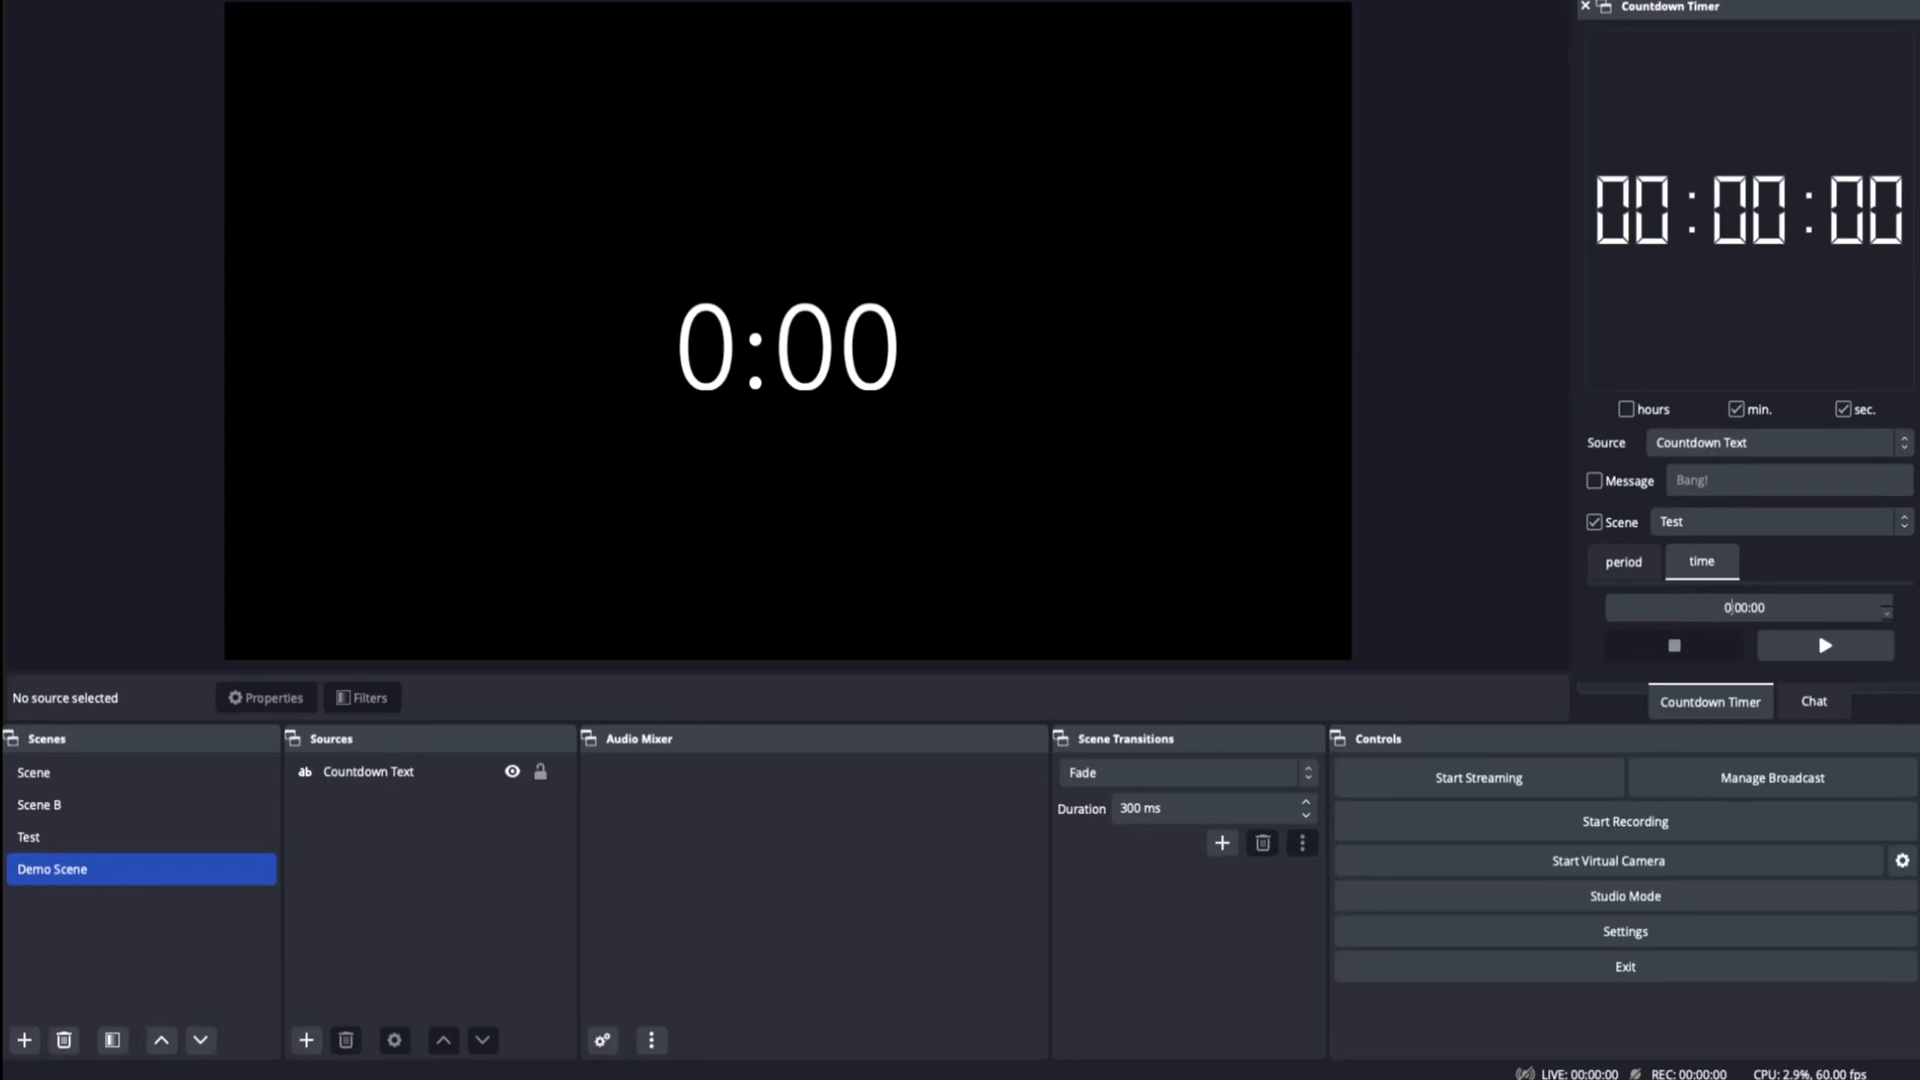 Countdown Timer
0:00
00:00:00
hours
min.
sec.
Source
Countdown Text
Message
Bang!
Scene
Test
period
time
0:00:00
No source selected
Properties
Filters
Countdown Timer
Chat
Scenes
Scene
Scene B
Test
Demo Scene
Sources
ab Countdown Text
Audio Mixer
Scene Transitions
Fade
Duration
300 ms
Controls
Start Streaming
Manage Broadcast
Start Recording
Start Virtual Camera
Studio Mode
Settings
Exit
LIVE: 00:00:00
REC: 00:00:00
CPU: 2.9%, 60.00 fps